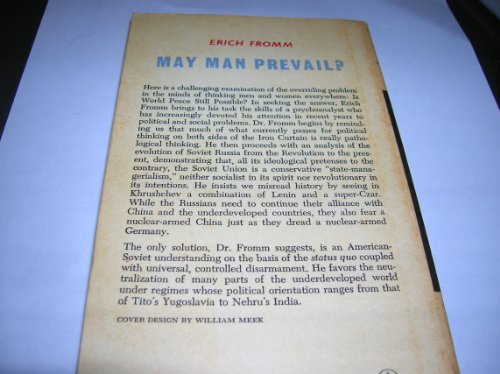 ERICH FROMM
MAY MAN PREVAIL?
Here is a challenging examination of the overriding problem
in the minds of thinking men and women everywhere: Is
World Peace Still Possible? In seeking the answer, Erich
Fromm brings to his task the skills of a psychoanalyst who
has increasingly devoted his attention in recent years to
political and social problems. Dr. Fromm begins by remind-
ing us that much of what currently passes for political
thinking on both sides of the Iron Curtain is really patho-
logical thinking. He then proceeds with an analysis of the
evolution of Soviet Russia from the Revolution to the pres-
ent, demonstrating that, all its ideological pretenses to the
contrary, the Soviet Union is a conservative "state-mana-
gerialism," neither socialist in its spirit nor revolutionary in
its intentions. He insists we misread history by seeing in
Khrushchev a combination of Lenin and a super-Czar.
While the Russians need to continue their alliance with
China and the underdeveloped countries, they also fear a
nuclear-armed China just as they dread a nuclear-armed
Germany.
The only solution, Dr. Fromm suggests, is an American-
Soviet understanding on the basis of the status quo coupled
with universal, controlled disarmament. He favors the neu-
tralization of many parts of the underdeveloped world
under regimes whose political orientation ranges from that
of Tito's Yugoslavia to Nehru's India.
COVER DESIGN BY WILLIAM MEEK